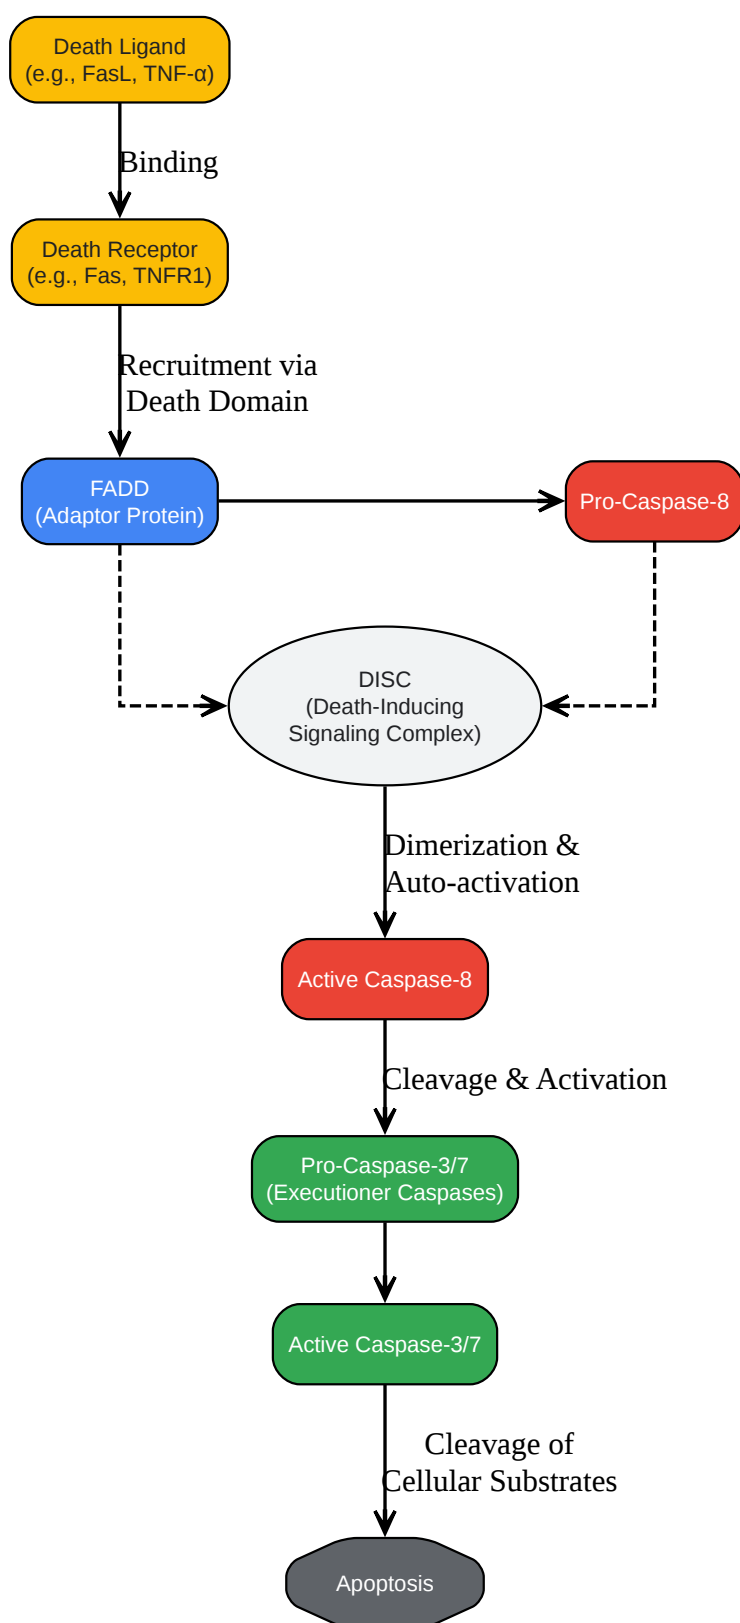 Death Ligand
(e.g., FasL, TNF-α)
Binding
Death Receptor
(e.g., Fas, TNFR1)
Recruitment via
Death Domain
FADD
(Adaptor Protein)
Pro-Caspase-8
DISC
(Death-Inducing
Signaling Complex)
Dimerization &
Auto-activation
Active Caspase-8
Cleavage & Activation
Pro-Caspase-3/7
(Executioner Caspases)
Active Caspase-3/7
Cleavage of
Cellular Substrates
Apoptosis